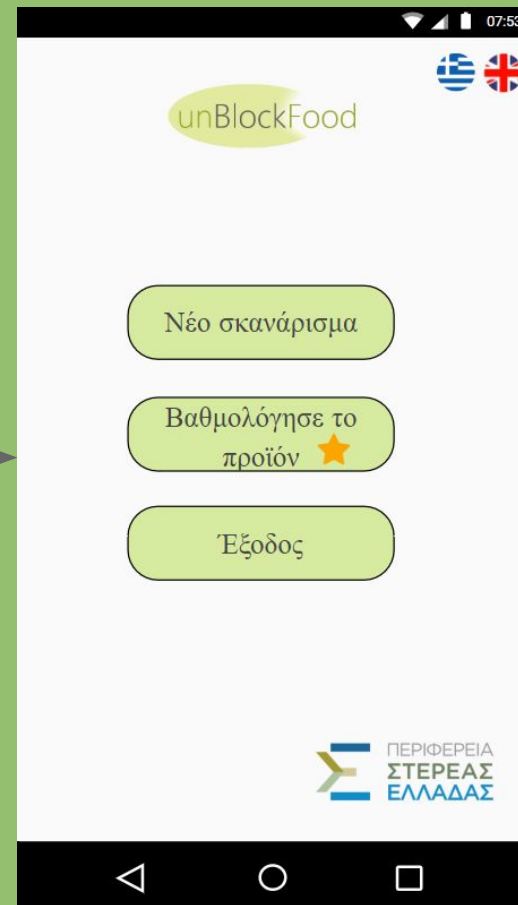 07:53
unBlockFood
Νέο σκανάρισμα
Βαθμολόγησε το
προϊόν
Έξοδος
ΠΕΡΙΦΕΡΕΙΑ
ΣΤΕΡΕΑΣ
ΕΛΛΑΔΑΣ